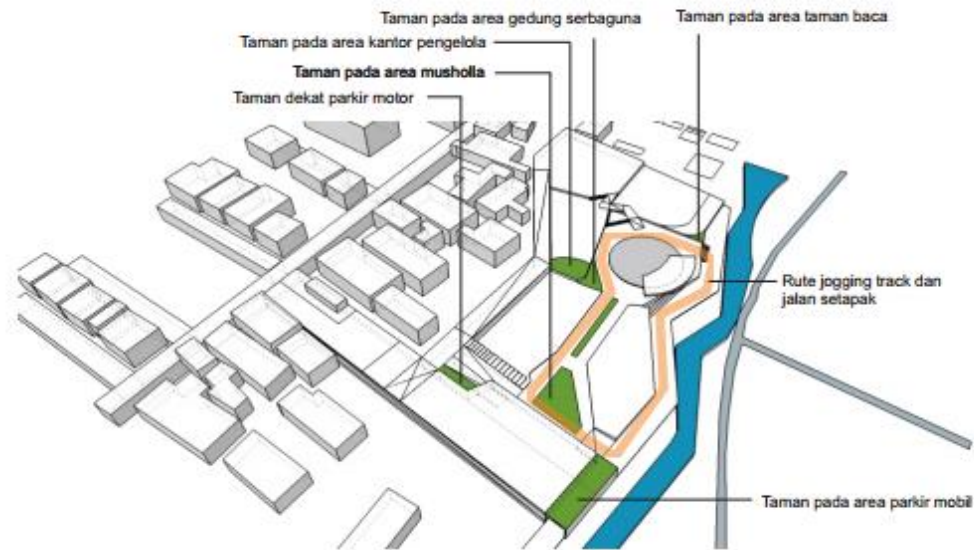 Taman pada area gedung serbaguna
Taman pada area taman baca
Taman pada area kantor pengelola
Taman pada area musholla
Taman dekat parkir motor
Rute jogging track dan
jalan setapak
Taman pada area parkir mobil